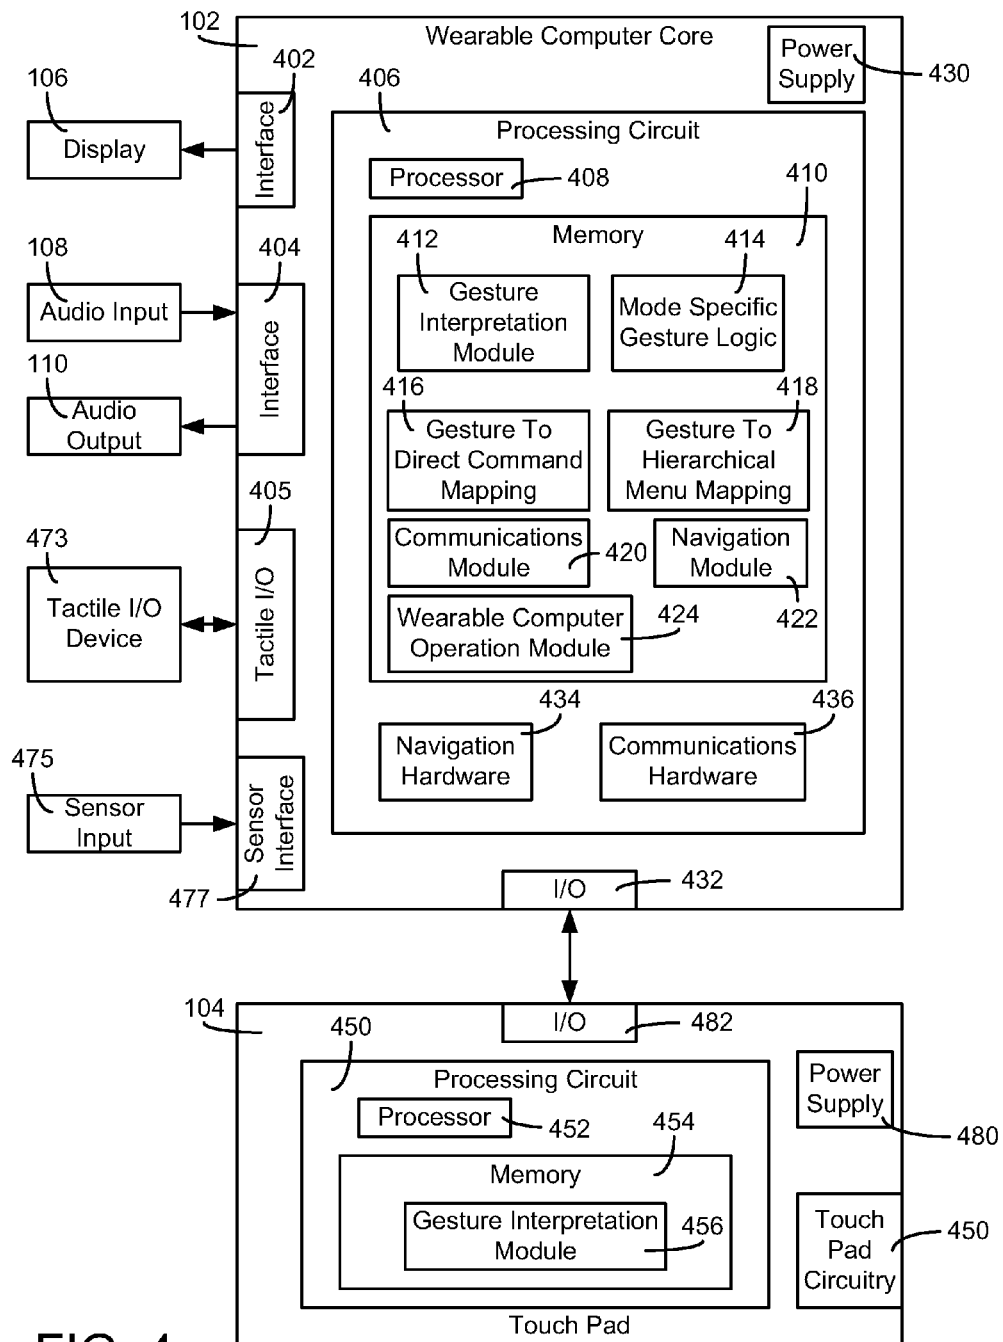 102
Wearable Computer Core
Power
Supply
430
402
106
Display
Interface
406
Processing Circuit
Processor
408
410
Memory
412
Gesture
Interpretation
Module
414
Mode Specific
Gesture Logic
108
Audio Input
404
Interface
110
Audio
Output
416
Gesture To
Direct Command
Mapping
418
Gesture To
Hierarchical
Menu Mapping
405
Tactile I/O
473
Tactile I/O
Device
Communications
Module
420
Navigation
Module
422
Wearable Computer
Operation Module
424
434
Navigation
Hardware
436
Communications
Hardware
475
Sensor
Input
Sensor
Interface
477
I/O
432
104
I/O
482
450
Processing Circuit
Processor
452
454
Memory
Gesture Interpretation
Module
456
Power
Supply
480
Touch
Pad
Circuitry
450
Touch Pad
FIG. 4